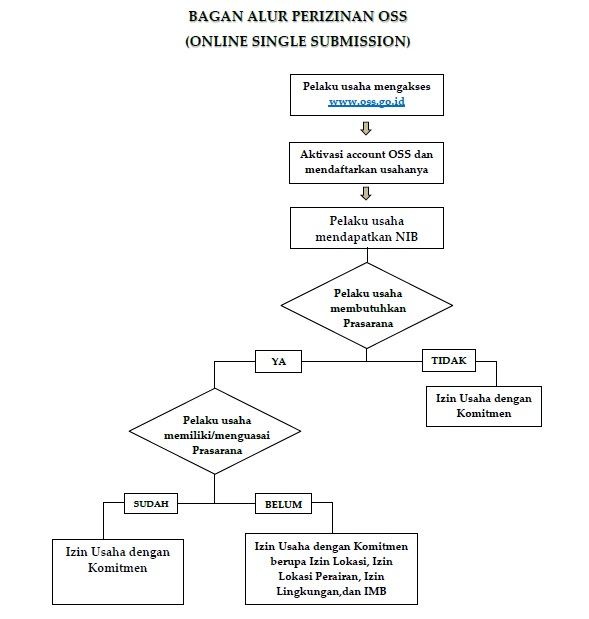 BAGAN ALUR PERIZINAN OSS
(ONLINE SINGLE SUBMISSION)
Pelaku usaha mengakses
www.oss.go.id
Aktivasi account OSS dan
mendaftarkan usahanya
Pelaku usaha
mendapatkan NIB
Pelaku usaha
membutuhkan
Prasarana
YA
TIDAK
Izin Usaha dengan
Komitmen
Pelaku usaha
memiliki/menguasai
Prasarana
SUDAH
BELUM
Izin Usaha dengan
Komitmen
Izin Usaha dengan Komitmen
berupa Izin Lokasi, Izin
Lokasi Perairan, Izin
Lingkungan,dan IMB